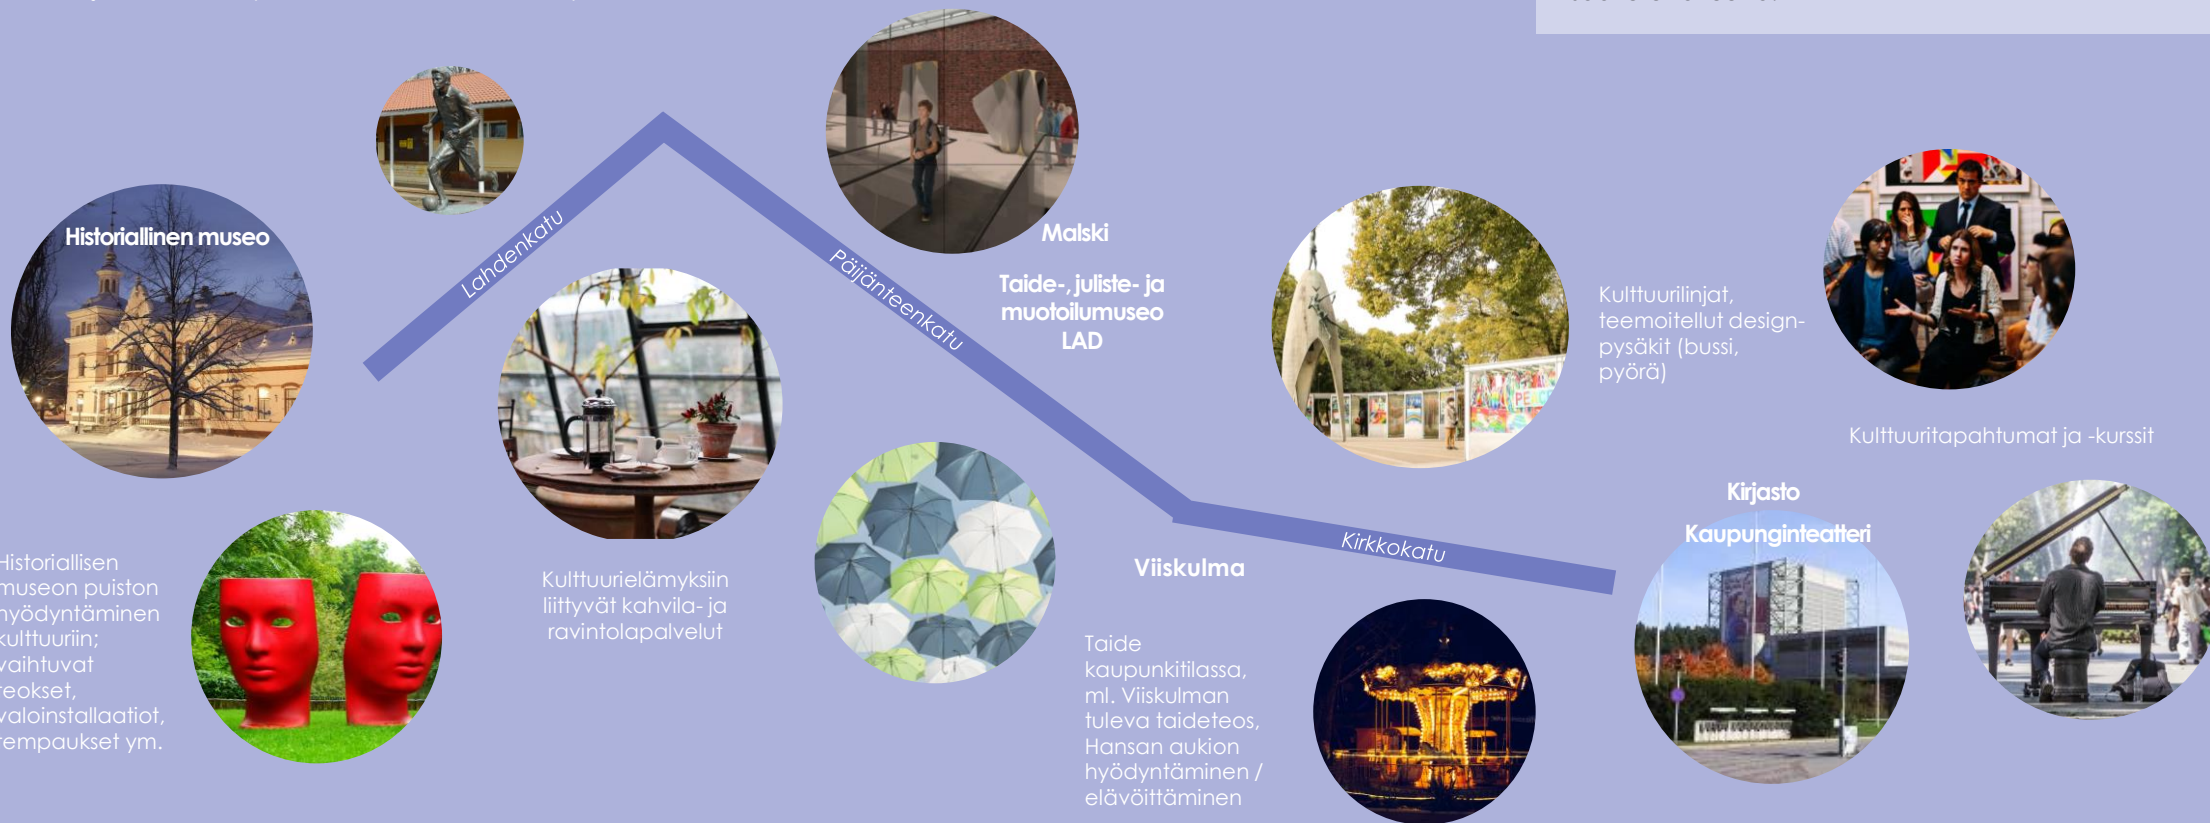 Historiallinen museo
Lahdenkatu
Päijänteenkatu
Malski
Taide-, juliste- ja
muotoilumuseo
LAD
Kulttuurilinjat,
teemoitellut design-
pysäkit (bussi,
pyörä)
Kulttuuritapahtumat ja -kurssit
Kirjasto
Kaupunginteatteri
Kirkkokatu
Viiskulma
Historiallisen
museon puiston
hyödyntäminen
kulttuuriin;
vaihtuvat
teokset,
valoinstallaatiot,
tempaukset ym.
Kulttuurielämyksiin
liittyvät kahvila- ja
ravintolapalvelut
Taide
kaupunkitilassa,
ml. Viiskulman
tuleva taideteos,
Hansan aukion
hyödyntäminen /
elävöittäminen
PEACE